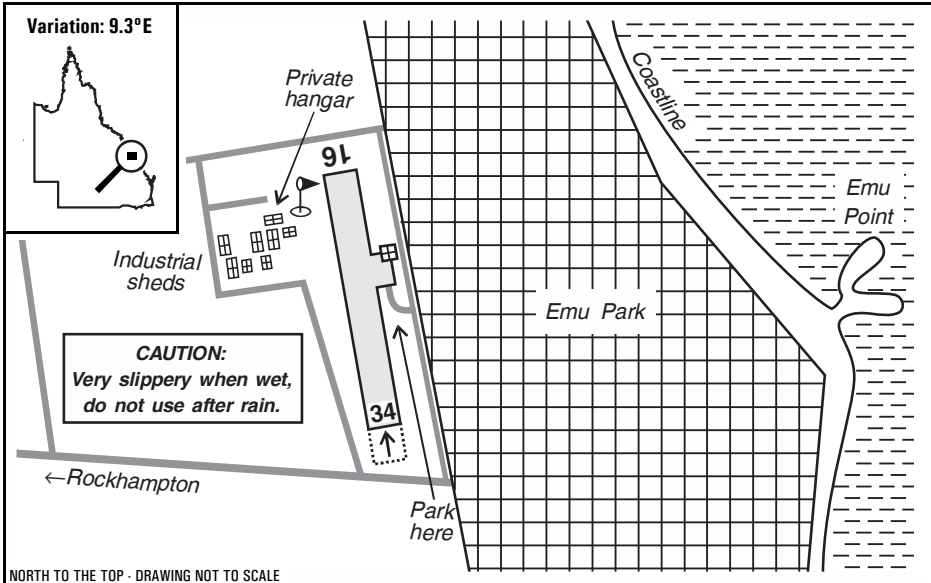 Variation: 9.3ºE
Private
hangar
16
Coastline
Emu
Point
Industrial
sheds
Emu Park
CAUTION:
Very slippery when wet,
do not use after rain.
34
←Rockhampton
Park
here
NORTH TO THE TOP - DRAWING NOT TO SCALE